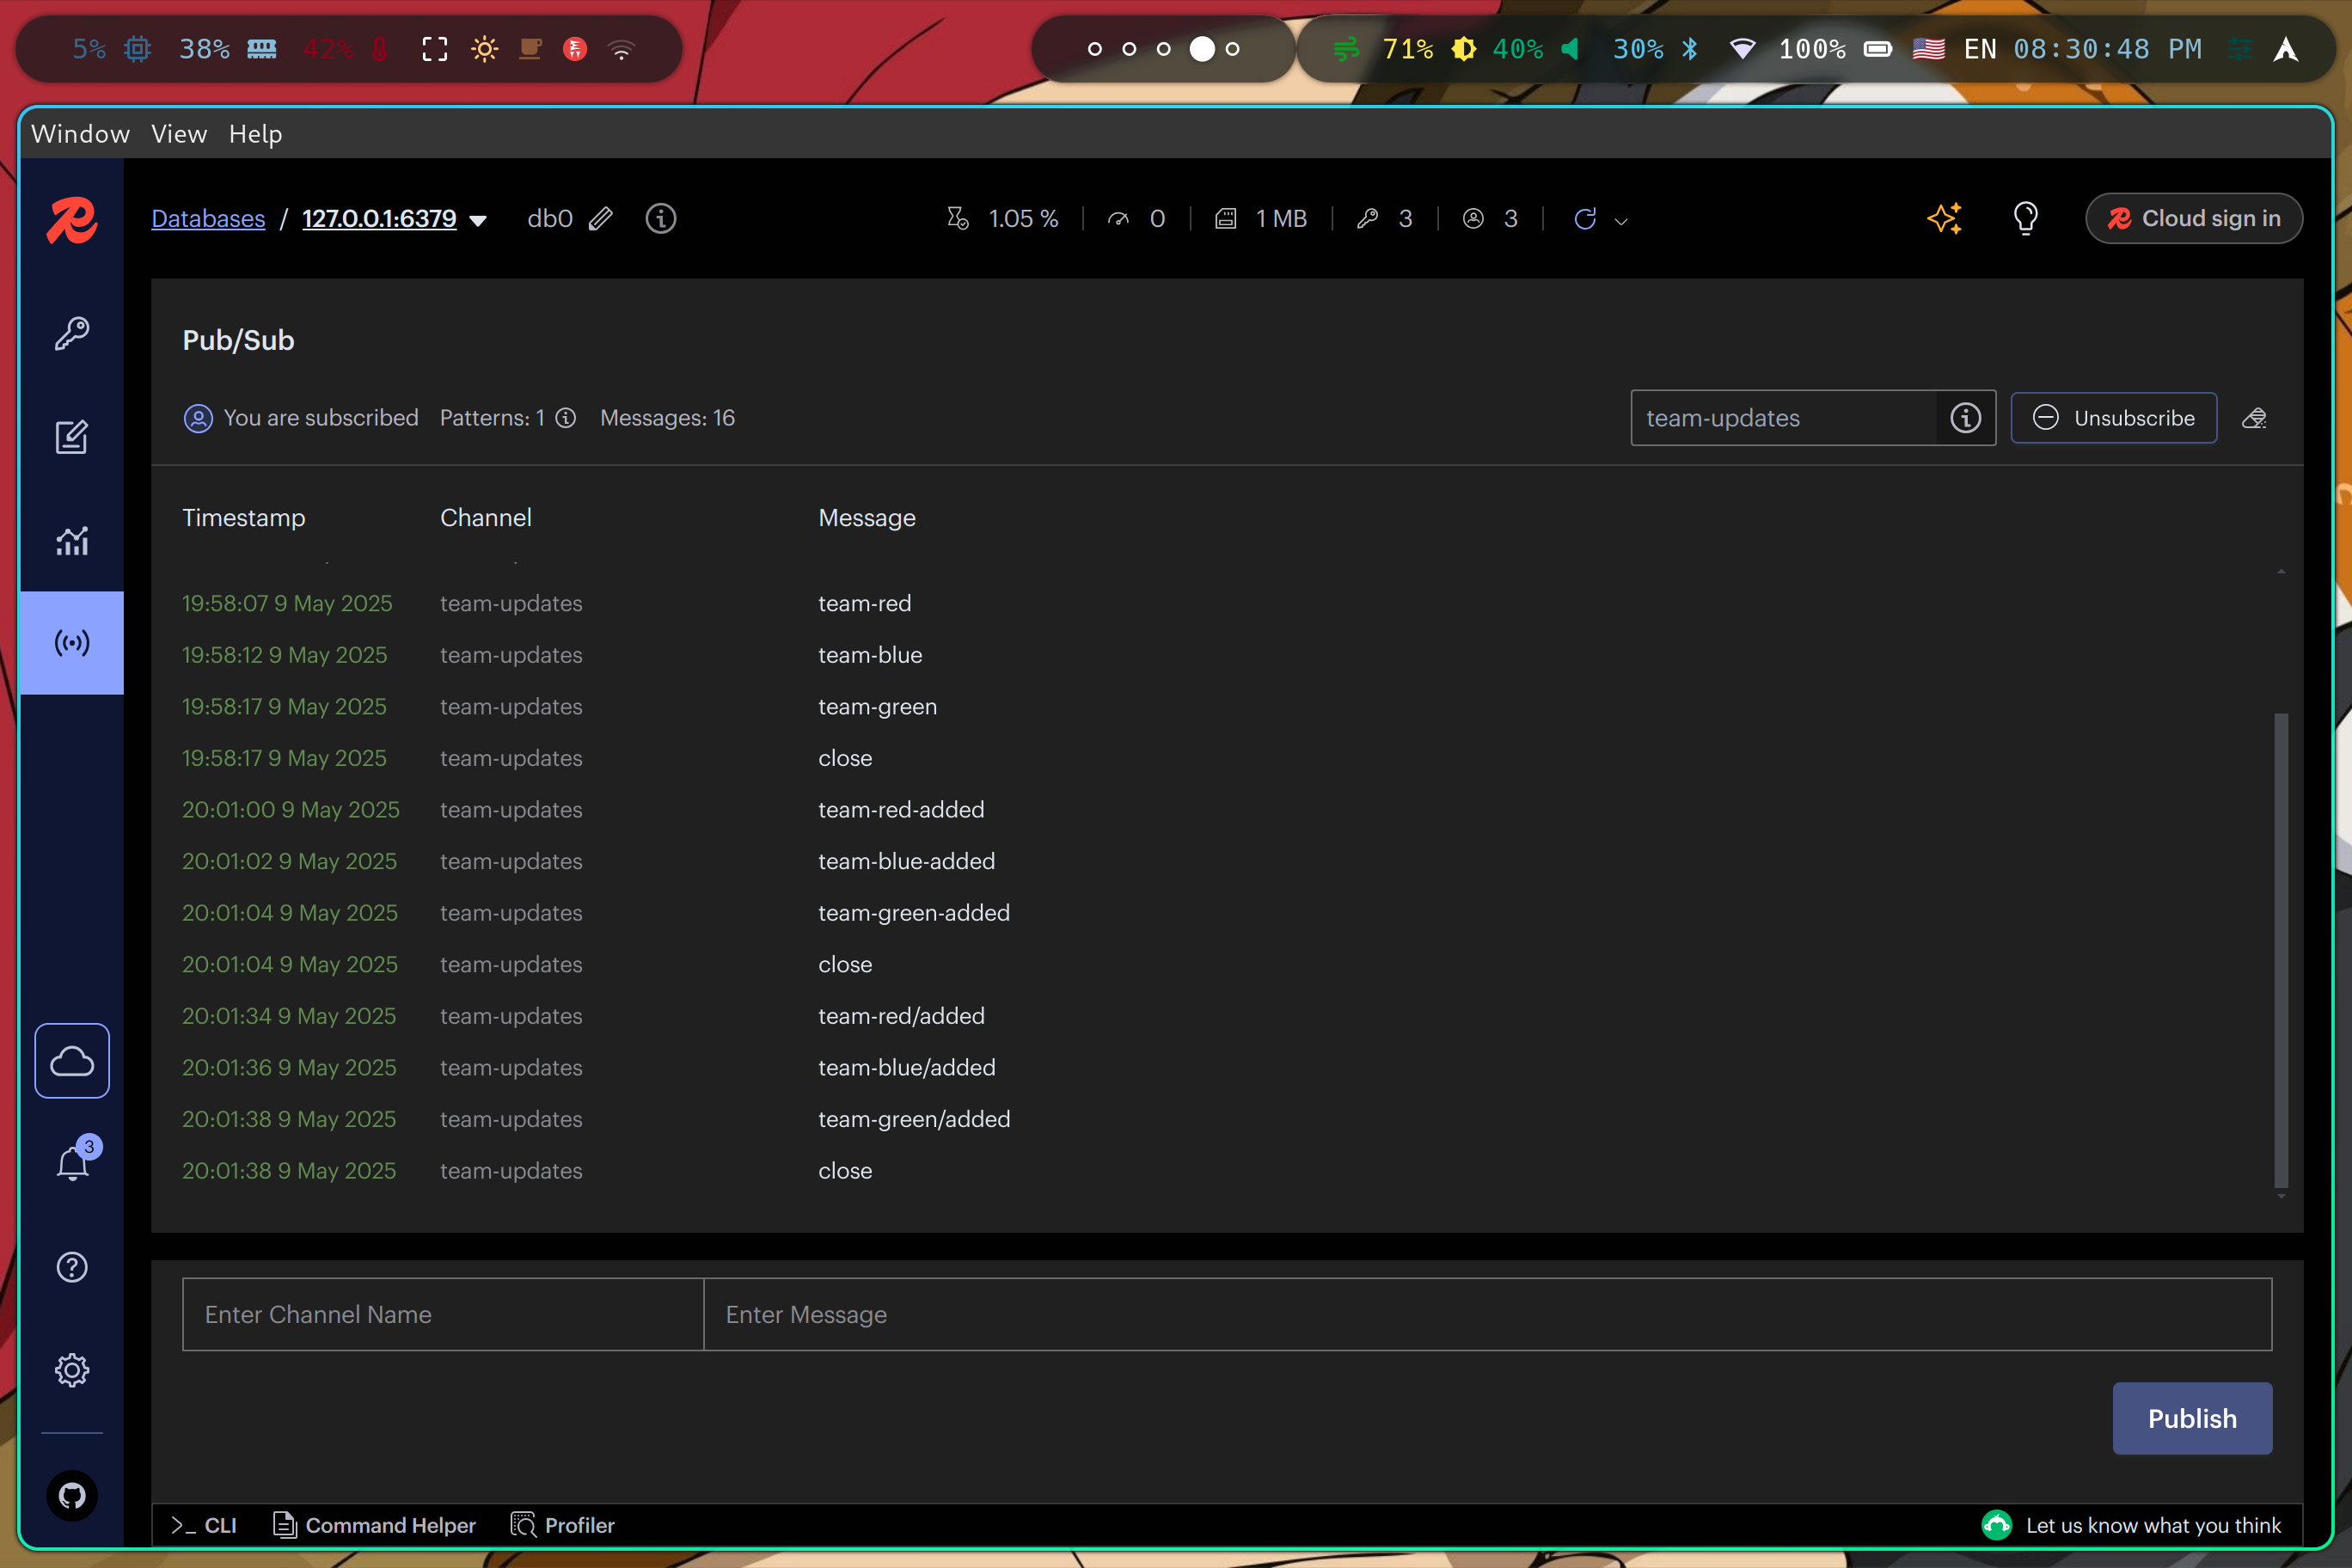 5% 38% 42% 71% 40% 30% 100% EN 08:30:48 PM
Window View Help
Databases / 127.0.0.1:6379 db0 1.05 % 0 1 MB 3 3 Cloud sign in
Pub/Sub
You are subscribed Patterns: 1 Messages: 16 team-updates Unsubscribe
Timestamp Channel Message
19:58:07 9 May 2025 team-updates team-red
19:58:12 9 May 2025 team-updates team-blue
19:58:17 9 May 2025 team-updates team-green
19:58:17 9 May 2025 team-updates close
20:01:00 9 May 2025 team-updates team-red-added
20:01:02 9 May 2025 team-updates team-blue-added
20:01:04 9 May 2025 team-updates team-green-added
20:01:04 9 May 2025 team-updates close
20:01:34 9 May 2025 team-updates team-red/added
20:01:36 9 May 2025 team-updates team-blue/added
20:01:38 9 May 2025 team-updates team-green/added
20:01:38 9 May 2025 team-updates close
3
Enter Channel Name Enter Message
Publish
>_ CLI Command Helper Profiler Let us know what you think